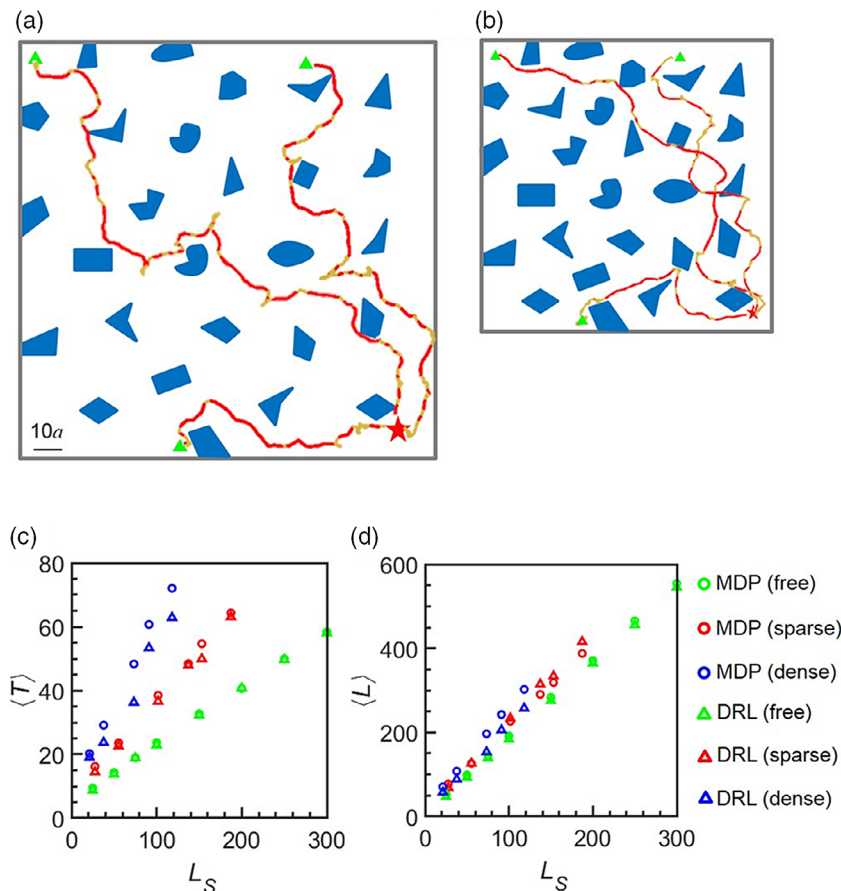 (a)
(b)
10a
(c)
80
60
40
20
0
⟨T⟩
0 100 200 300
L_S
(d)
600
400
200
0
⟨L⟩
0 100 200 300
L_S
MDP (free)
MDP (sparse)
MDP (dense)
DRL (free)
DRL (sparse)
DRL (dense)